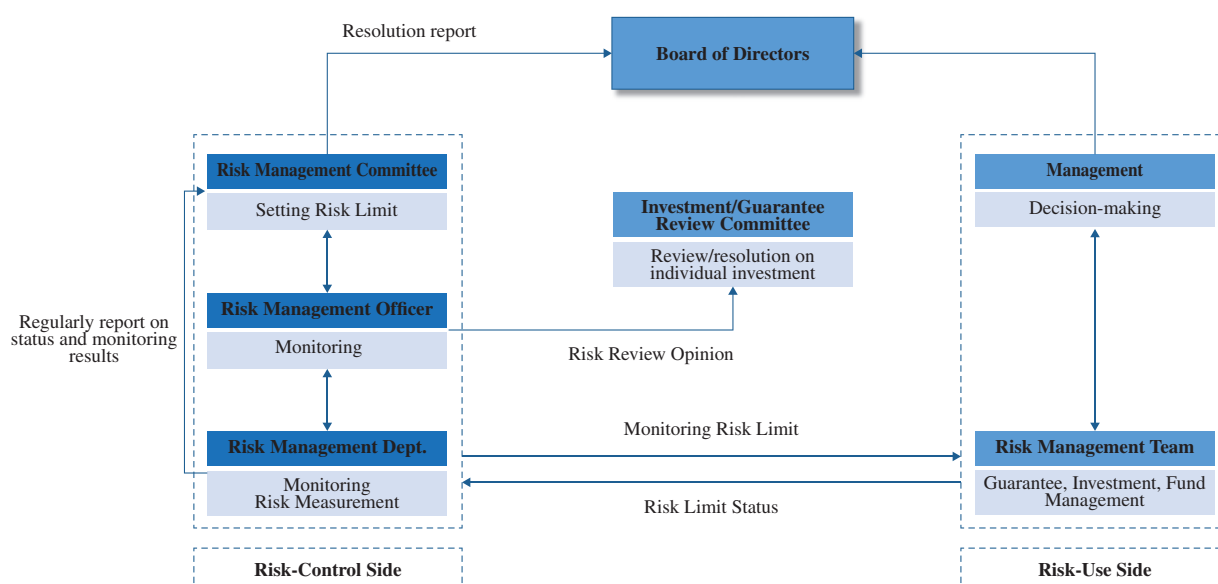 Resolution report
Board of Directors
Risk Management Committee
Setting Risk Limit
Management
Decision-making
Investment/Guarantee
Review Committee
Review/resolution on
individual investment
Risk Management Officer
Monitoring
Regularly report on
status and monitoring
results
Risk Review Opinion
Risk Management Dept.
Monitoring
Risk Measurement
Monitoring Risk Limit
Risk Limit Status
Risk Management Team
Guarantee, Investment, Fund
Management
Risk-Control Side
Risk-Use Side